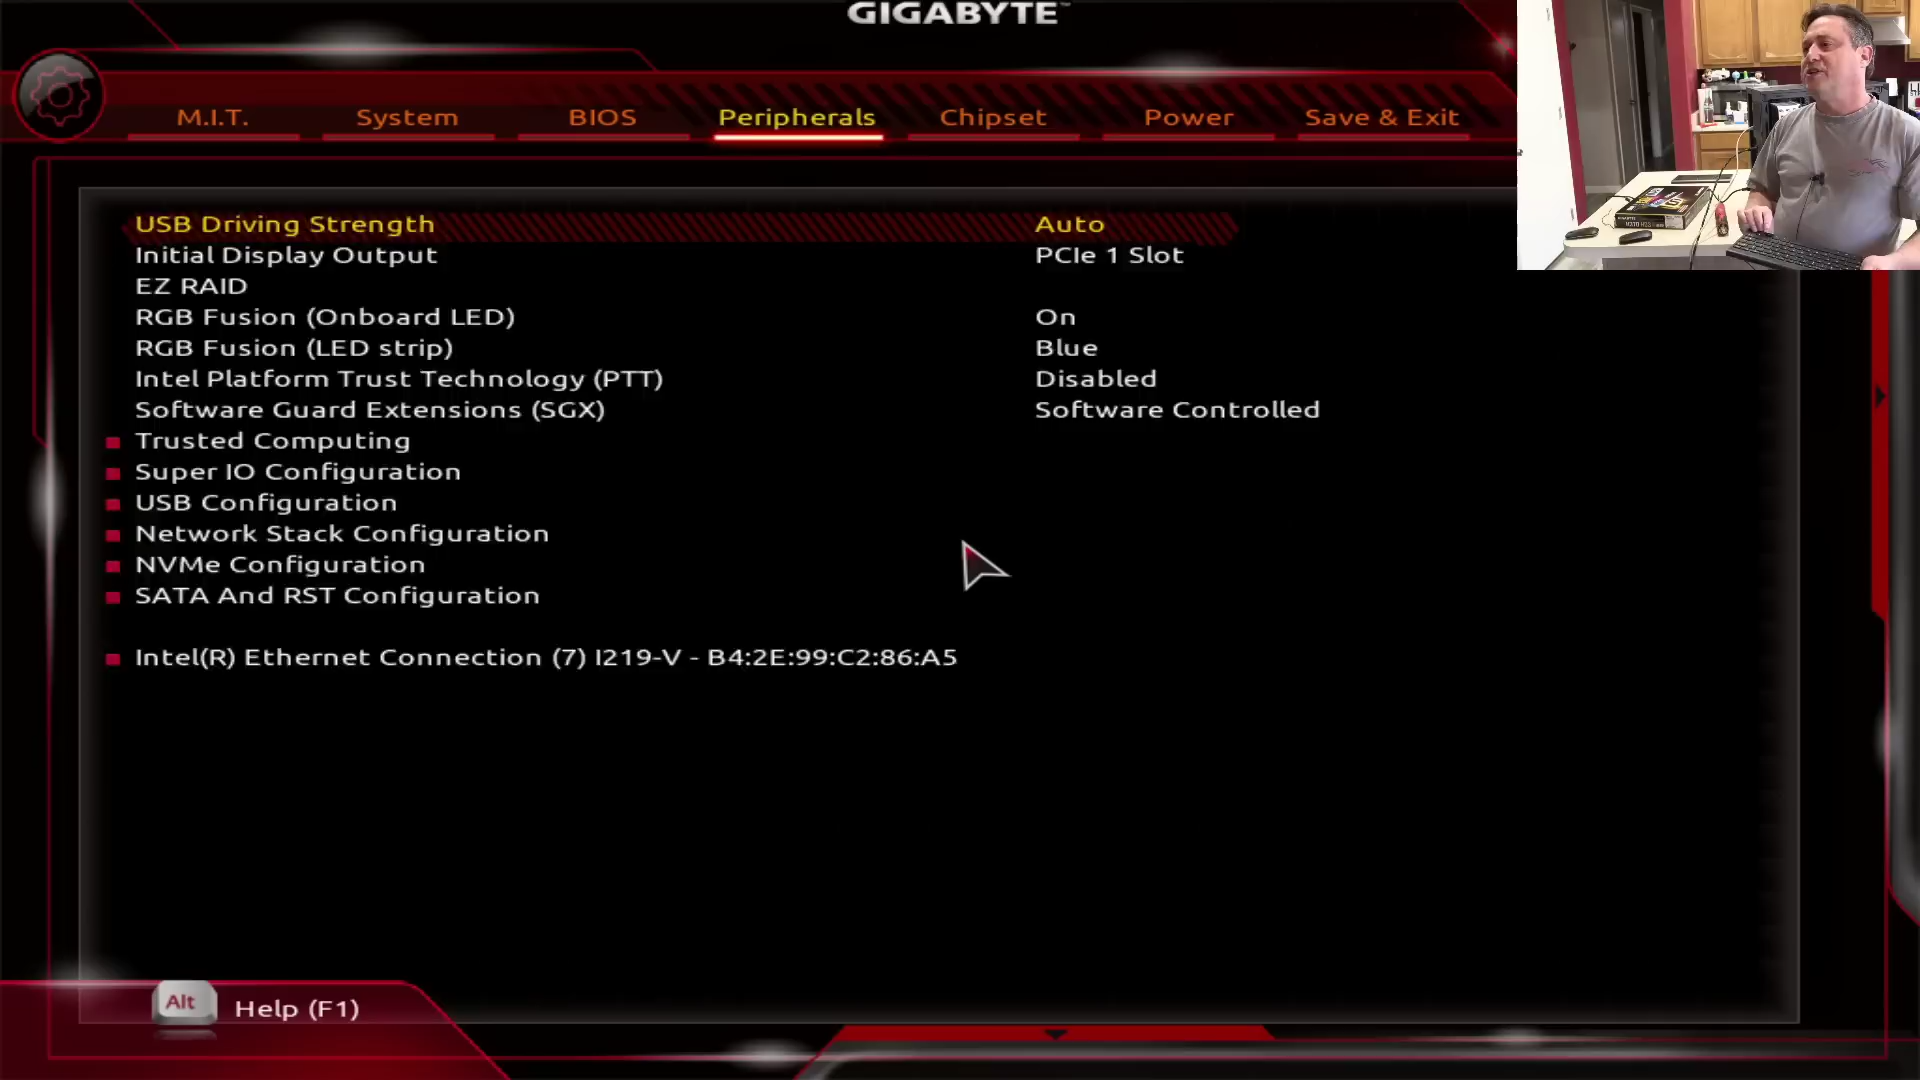 GIGABYTE™
M.I.T. System BIOS Peripherals Chipset Power Save & Exit
USB Driving Strength Auto
Initial Display Output PCIe 1 Slot
EZ RAID
RGB Fusion (Onboard LED) On
RGB Fusion (LED strip) Blue
Intel Platform Trust Technology (PTT) Disabled
Software Guard Extensions (SGX) Software Controlled
Trusted Computing
Super IO Configuration
USB Configuration
Network Stack Configuration
NVMe Configuration
SATA And RST Configuration
Intel(R) Ethernet Connection (7) I219-V - B4:2E:99:C2:86:A5
Alt Help (F1)